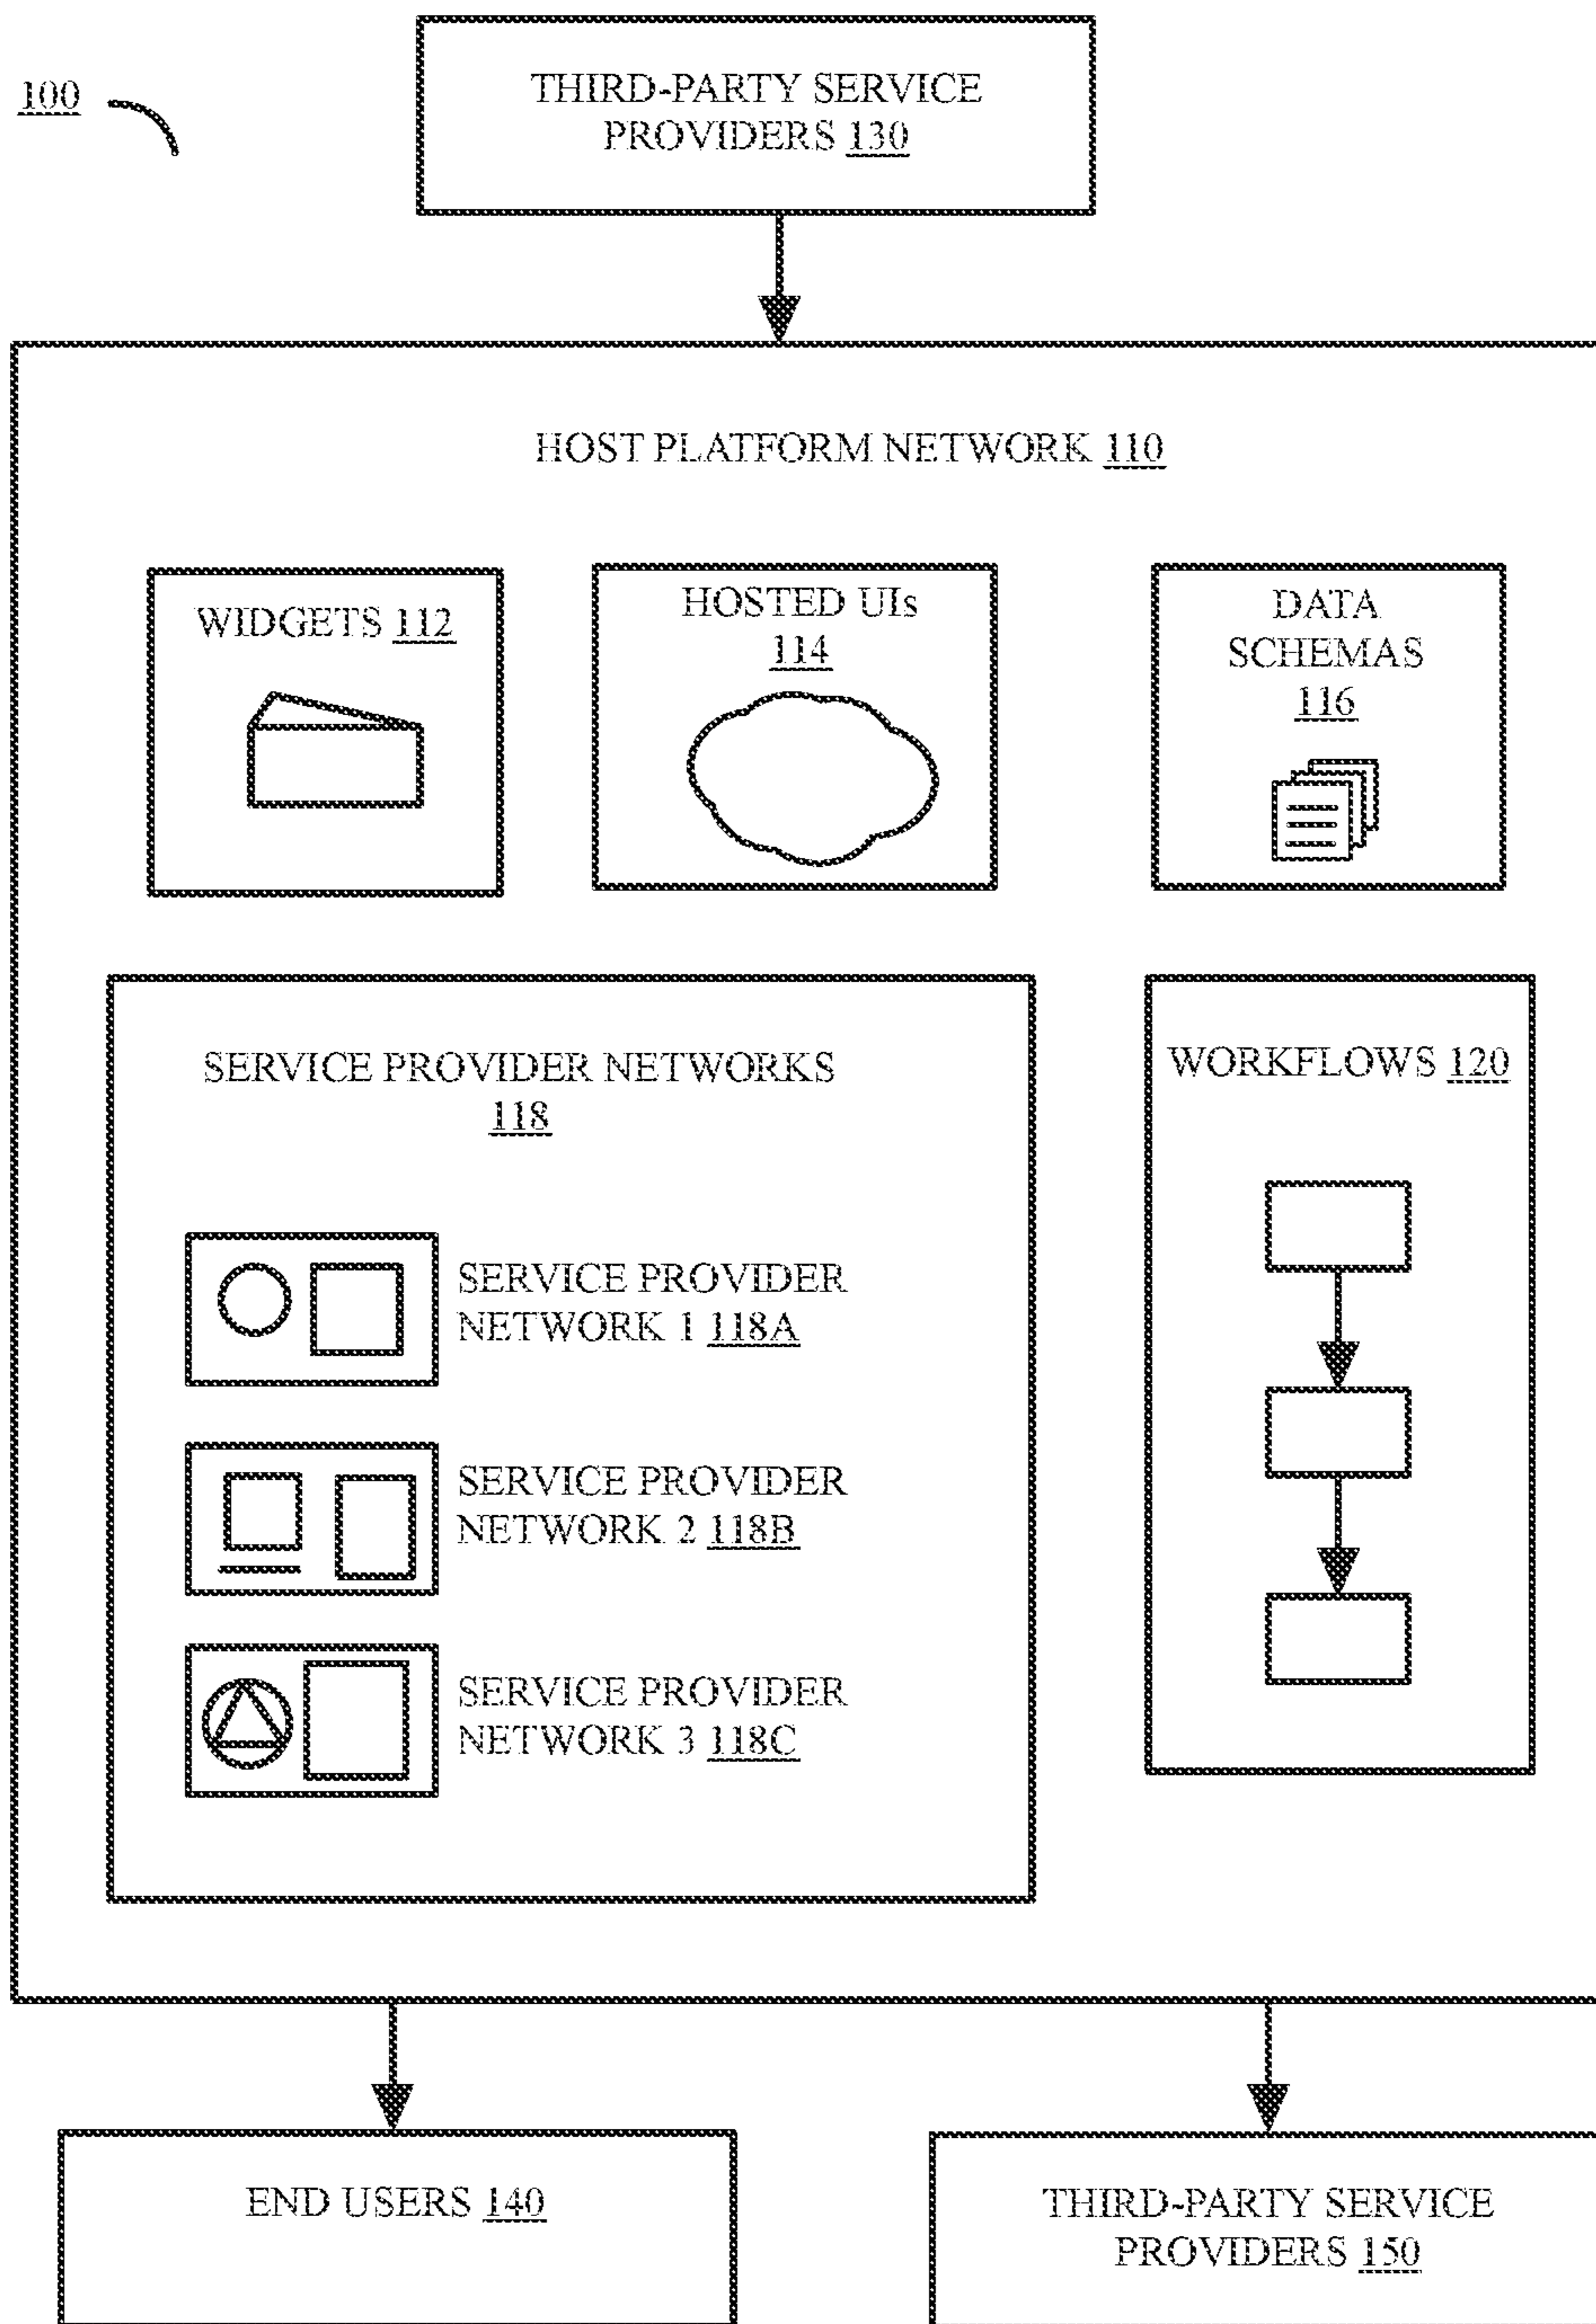 100
THIRD-PARTY SERVICE
PROVIDERS 130
HOST PLATFORM NETWORK 110
WIDGETS 112
HOSTED UIs
114
DATA
SCHEMAS
116
SERVICE PROVIDER NETWORKS
118
SERVICE PROVIDER
NETWORK 1 118A
SERVICE PROVIDER
NETWORK 2 118B
SERVICE PROVIDER
NETWORK 3 118C
WORKFLOWS 120
END USERS 140
THIRD-PARTY SERVICE
PROVIDERS 150